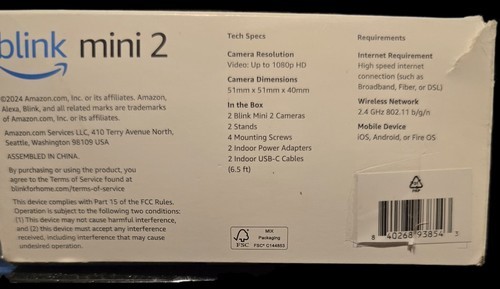 blink mini 2
©2024 Amazon.com, Inc. or its affiliates. Amazon,
Alexa, Blink, and all related marks are trademarks
of Amazon.com, Inc. or its affiliates.
Amazon.com Services LLC, 410 Terry Avenue North,
Seattle, Washington 98109 USA
ASSEMBLED IN CHINA.
By purchasing or using the product, you
agree to the Terms of Service found at
blinkforhome.com/terms-of-service
This device complies with Part 15 of the FCC Rules.
Operation is subject to the following two conditions:
(1) This device may not cause harmful interference,
and (2) this device must accept any interference
received, including interference that may cause
undesired operation.
Tech Specs
Camera Resolution
Video: Up to 1080p HD
Camera Dimensions
51mm x 51mm x 40mm
In the Box
2 Blink Mini 2 Cameras
2 Stands
4 Mounting Screws
2 Indoor Power Adapters
2 Indoor USB-C Cables
(6.5 ft)
FSC
MIX
Packaging
FSC® C144853
Requirements
Internet Requirement
High speed internet
connection (such as
Broadband, Fiber, or DSL)
Wireless Network
2.4 GHz 802.11 b/g/n
Mobile Device
iOS, Android, or Fire OS
PAP
8 40268 93854 3